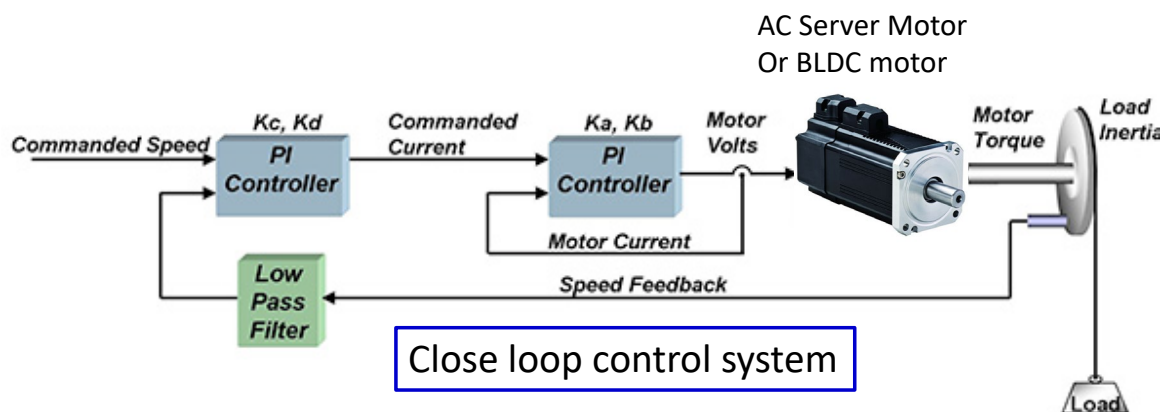 AC Server Motor
Or BLDC motor
Commanded Speed
Kc, Kd
PI
Controller
Commanded
Current
Ka, Kb
PI
Controller
Motor
Volts
Motor
Torque
Load
Inertia
Motor Current
Low
Pass
Filter
Speed Feedback
Close loop control system
Load